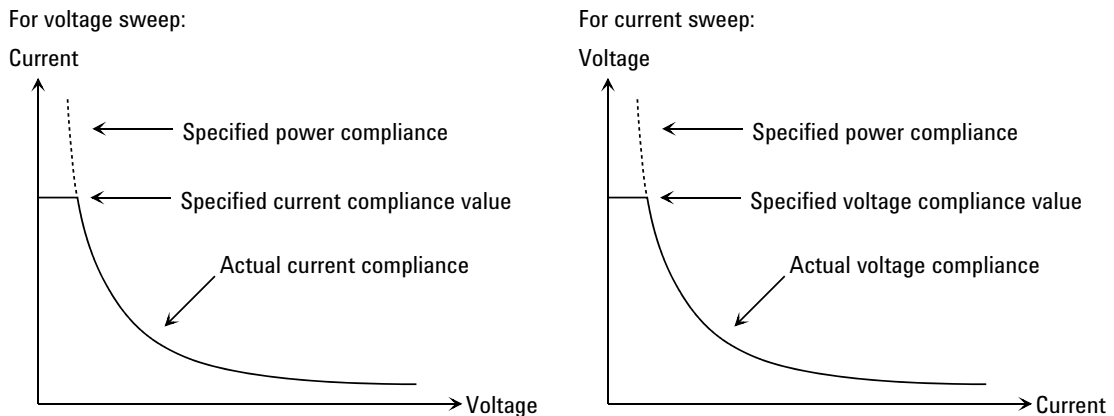 For voltage sweep:
Current
Specified power compliance
Specified current compliance value
Actual current compliance
Voltage
For current sweep:
Voltage
Specified power compliance
Specified voltage compliance value
Actual voltage compliance
Current